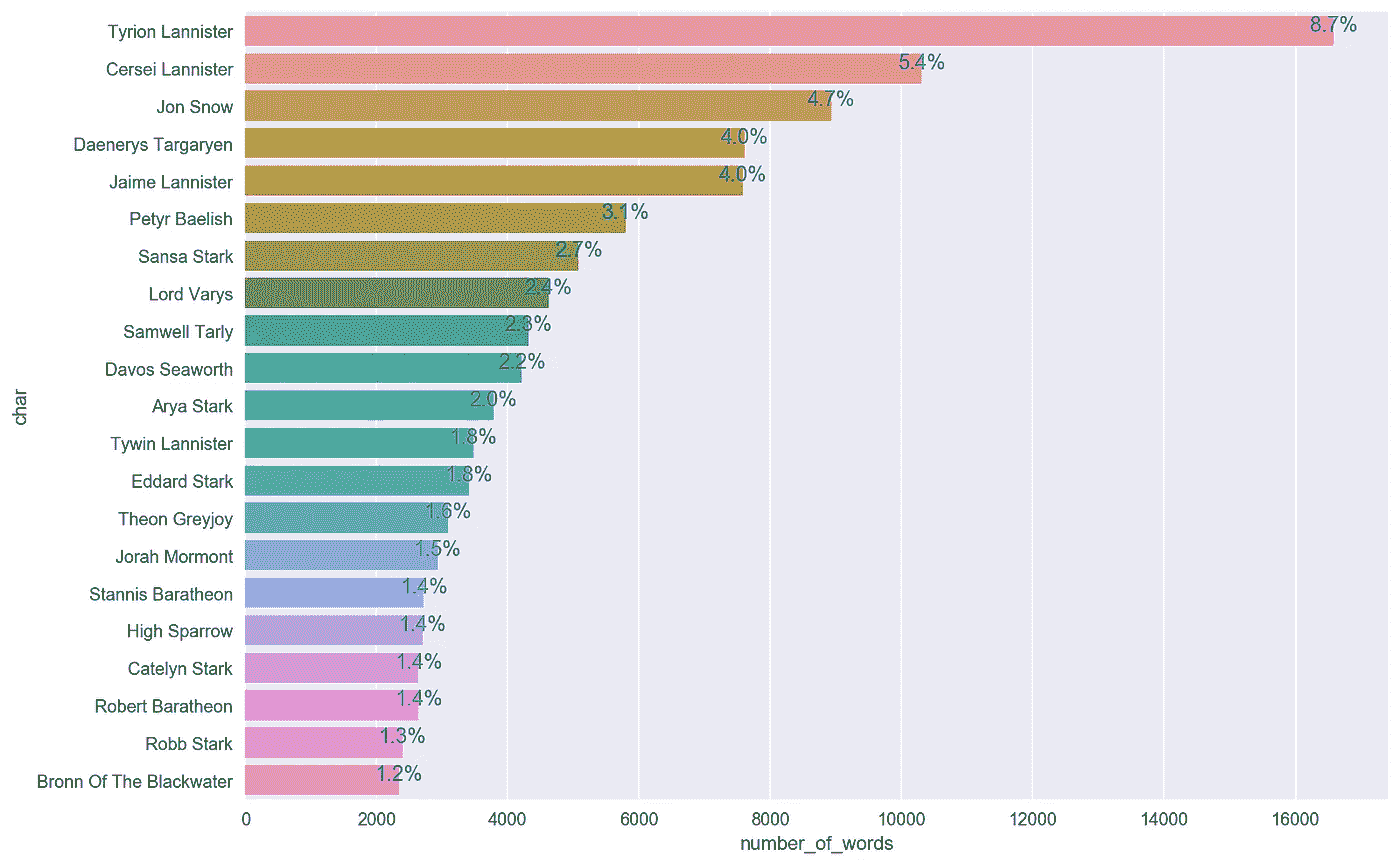 Tyrion Lannister 8.7%
Cersei Lannister 5.4%
Jon Snow 4.7%
Daenerys Targaryen 4.0%
Jaime Lannister 4.0%
Petyr Baelish 3.1%
Sansa Stark 2.7%
Lord Varys 2.4%
Samwell Tarly 2.3%
Davos Seaworth 2.2%
char
Arya Stark 2.0%
Tywin Lannister 1.8%
Eddard Stark 1.8%
Theon Greyjoy 1.6%
Jorah Mormont 1.5%
Stannis Baratheon 1.4%
High Sparrow 1.4%
Catelyn Stark 1.4%
Robert Baratheon 1.4%
Robb Stark 1.3%
Bronn Of The Blackwater 1.2%
0 2000 4000 6000 8000 10000 12000 14000 16000
number_of_words